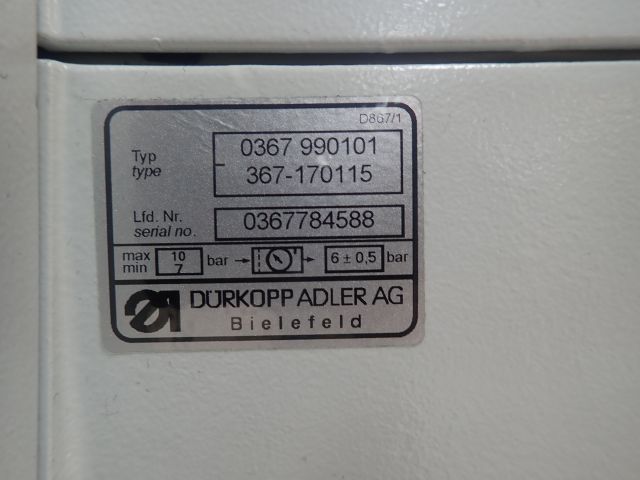 D867/1
Typ
type
0367 990101
367-170115
Lfd. Nr.
serial no.
0367784588
max 10 bar 6 ± 0,5 bar
min 7
DÜRKOPP ADLER AG
Bielefeld